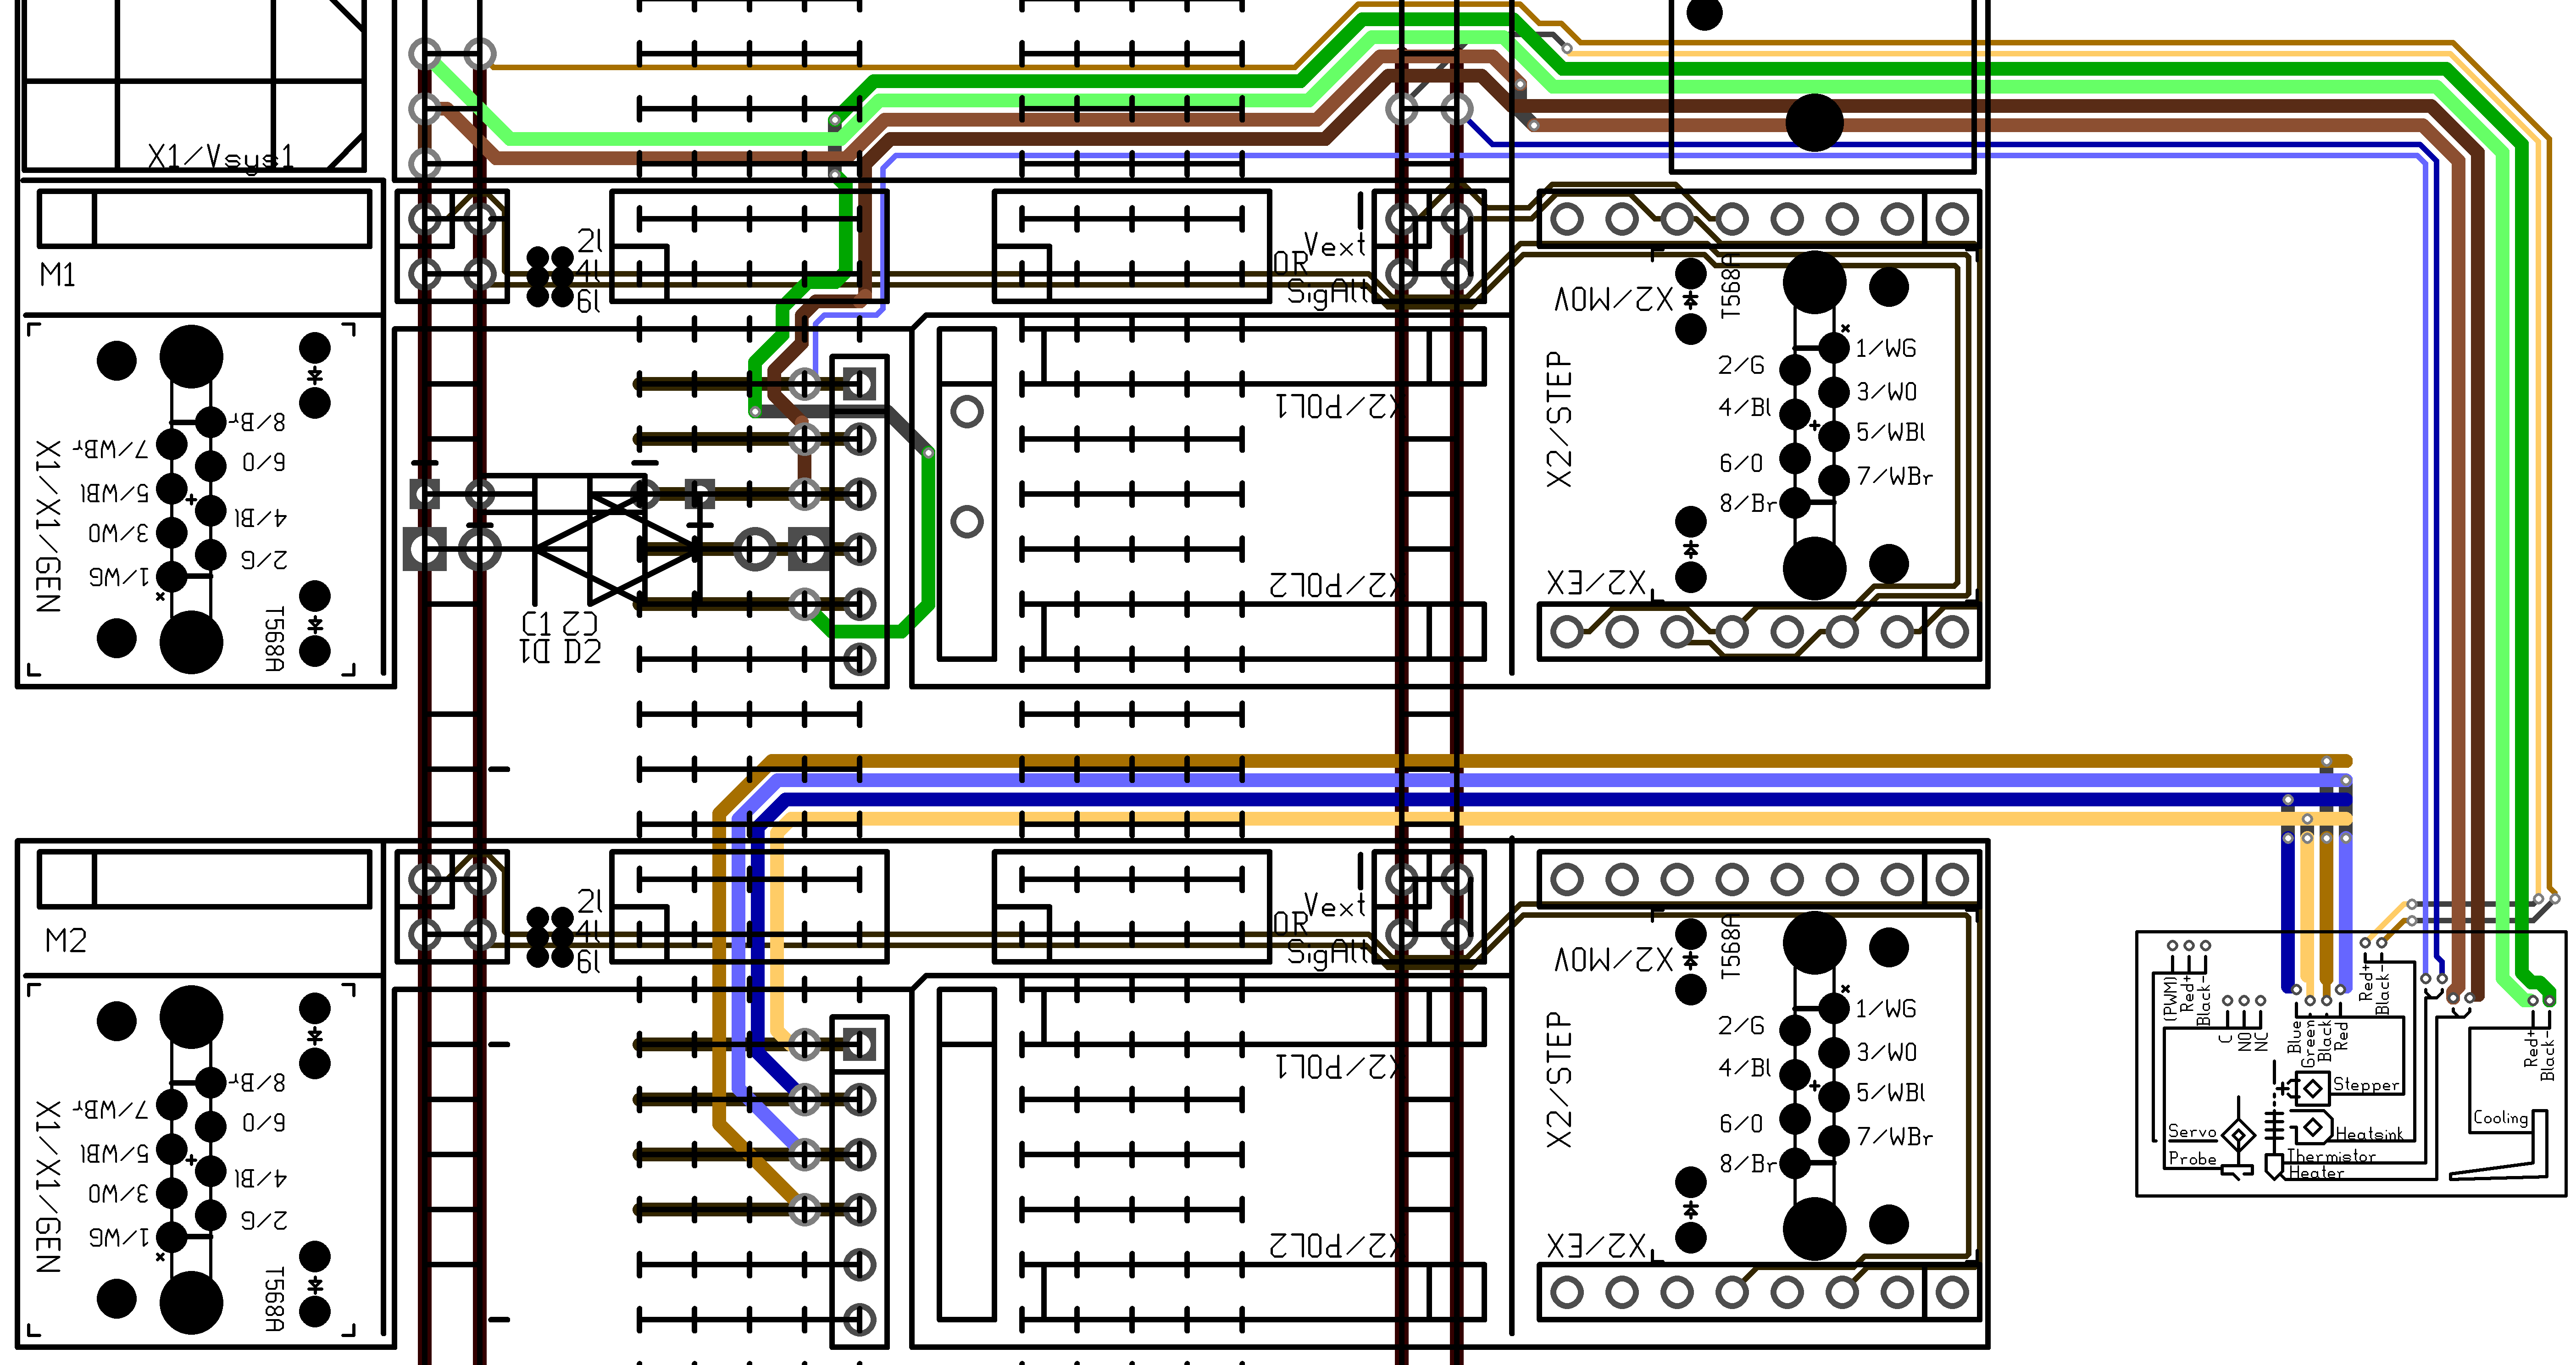 X1/Vsys1
M1
2l
4l
6l
Vext
OR
SigAlt
X2/MOV
T568A
1/WG
2/G
3/WO
4/Bl
5/WBl
6/O
7/WBr
8/Br
X2/STEP
X2/EX
X2/POL1
X2/POL2
X1/X1/GEN
8/Br
7/WBr
6/O
5/WBl
4/Bl
3/WO
2/G
1/WG
T568A
C1 C2
D1 D2
M2
2l
4l
6l
Vext
OR
SigAlt
X2/MOV
T568A
1/WG
2/G
3/WO
4/Bl
5/WBl
6/O
7/WBr
8/Br
X2/STEP
X2/EX
X2/POL1
X2/POL2
X1/X1/GEN
8/Br
7/WBr
6/O
5/WBl
4/Bl
3/WO
2/G
1/WG
T568A
(PWM)
Red+
Black-
C
NO
NC
Blue
Green
Black
Red
Red+
Black-
Red+
Black-
Stepper
Cooling
Servo
Heatsink
Probe
Thermistor
Heater